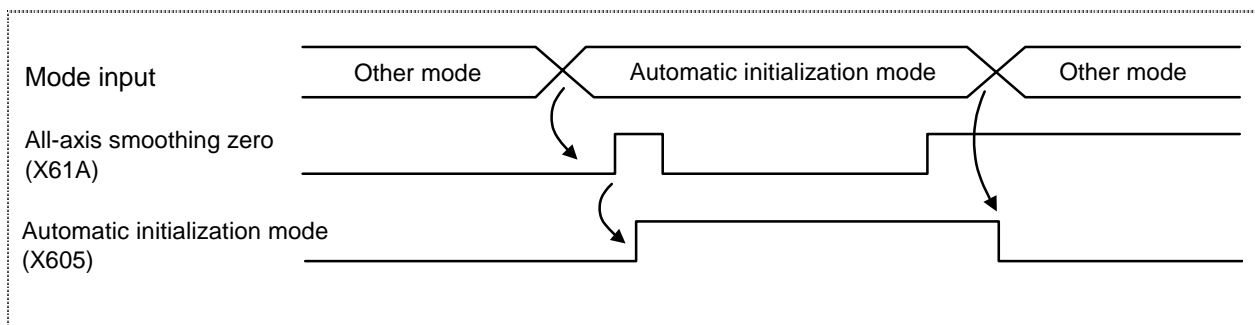 Mode input
Other mode
Automatic initialization mode
Other mode
All-axis smoothing zero
(X61A)
Automatic initialization mode
(X605)